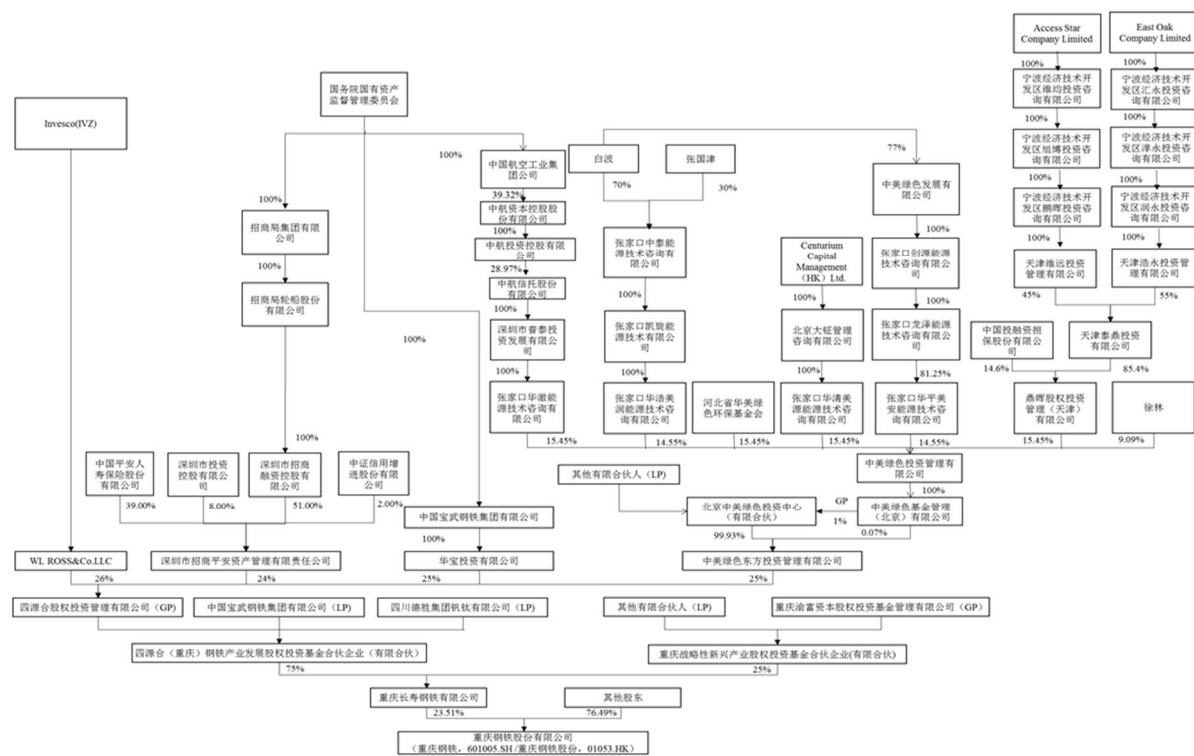 Access Star
Company Limited
East Oak
Company Limited
100%
100%
国务院国有资产
监督管理委员会
宁波经济技术开
发区维均投资咨
询有限公司
宁波经济技术开
发区汇永投资咨
询有限公司
Invesco(IVZ)
100%
100%
100%
77%
中国航空工业集
团公司
白波
张国津
宁波经济技术开
发区旭博投资咨
询有限公司
宁波经济技术开
发区淳永投资咨
询有限公司
39.32%
70%
30%
中美绿色发展有
限公司
100%
100%
100%
中航资本控股股
份有限公司
宁波经济技术开
发区鹏晖投资咨
询有限公司
宁波经济技术开
发区润永投资咨
询有限公司
招商局集团有限
公司
100%
100%
100%
100%
中航投资控股有限
公司
张家口中泰能
源技术咨询有
限公司
Centurium
Capital
Management
(HK) Ltd.
张家口创源能源
技术咨询有限公
司
天津维远投资
管理有限公司
天津浩永投资管
理有限公司
100%
28.97%
45%
55%
招商局轮船股份
有限公司
中航信托股份
有限公司
100%
100%
100%
100%
100%
深圳市普泰投
资发展有限公
司
张家口凯旋能
源技术有限公
司
北京大钲管理
咨询有限公司
张家口龙泽能源
技术咨询有限公
司
中国投融资担
保股份有限公司
天津泰鼎投资
有限公司
100%
100%
100%
81.25%
14.6%
85.4%
张家口华澈能
源技术咨询有
限公司
张家口华洁美
润能源技术咨
询有限公司
河北省华美绿
色环保基金会
张家口华清美
源能源技术咨
询有限公司
张家口华平美
安能源技术咨
询有限公司
鼎晖股权投资
管理（天津）
有限公司
徐林
100%
15.45%
14.55%
15.45%
15.45%
14.55%
15.45%
9.09%
中国平安人
寿保险股份有
限公司
深圳市投资
控股有限公
司
深圳市招商
融资控股有
限公司
中证信用增
进股份有限
公司
其他有限合伙人（LP）
中美绿色投资管理有
限公司
39.00%
8.00%
51.00%
2.00%
100%
中国宝武钢铁集团有限公司
北京中美绿色投资中心
（有限合伙）
GP
1%
中美绿色基金管理
（北京）有限公司
100%
99.93%
0.07%
WL ROSS&Co.LLC
深圳市招商平安资产管理有限责任公司
华宝投资有限公司
中美绿色东方投资管理有限公司
26%
24%
25%
25%
四源合股权投资管理有限公司（GP）
中国宝武钢铁集团有限公司（LP）
四川德胜集团钒钛有限公司（LP）
其他有限合伙人（LP）
重庆渝富资本股权投资基金管理有限公司（GP）
四源合（重庆）钢铁产业发展股权投资基金合伙企业（有限合伙）
重庆战略性新兴产业股权投资基金合伙企业(有限合伙)
75%
25%
重庆长寿钢铁有限公司
其他股东
23.51%
76.49%
重庆钢铁股份有限公司
（重庆钢铁，601005.SH /重庆钢铁股份，01053.HK）